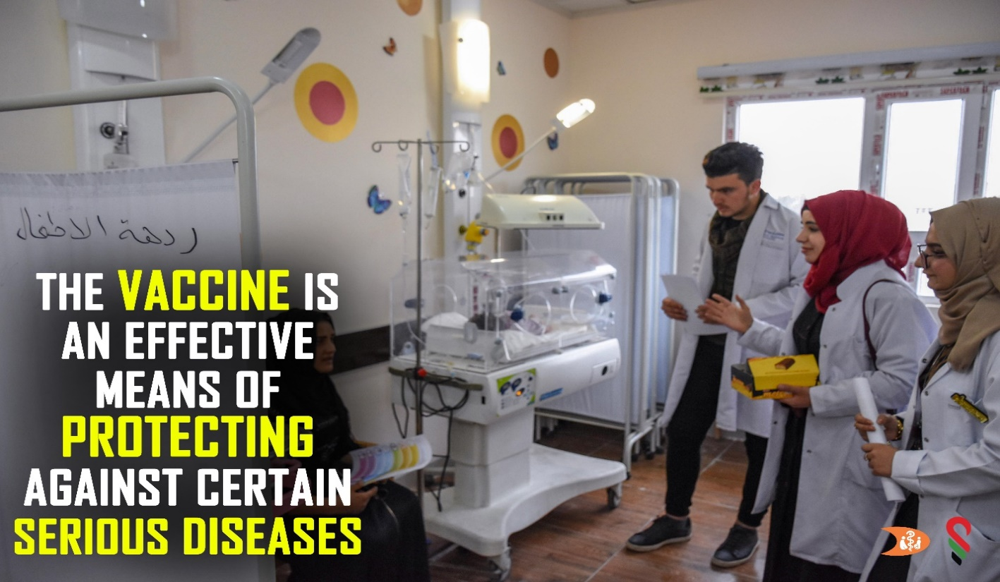 ردهة الاطفال
THE VACCINE IS
AN EFFECTIVE
MEANS OF
PROTECTING
AGAINST CERTAIN
SERIOUS DISEASES